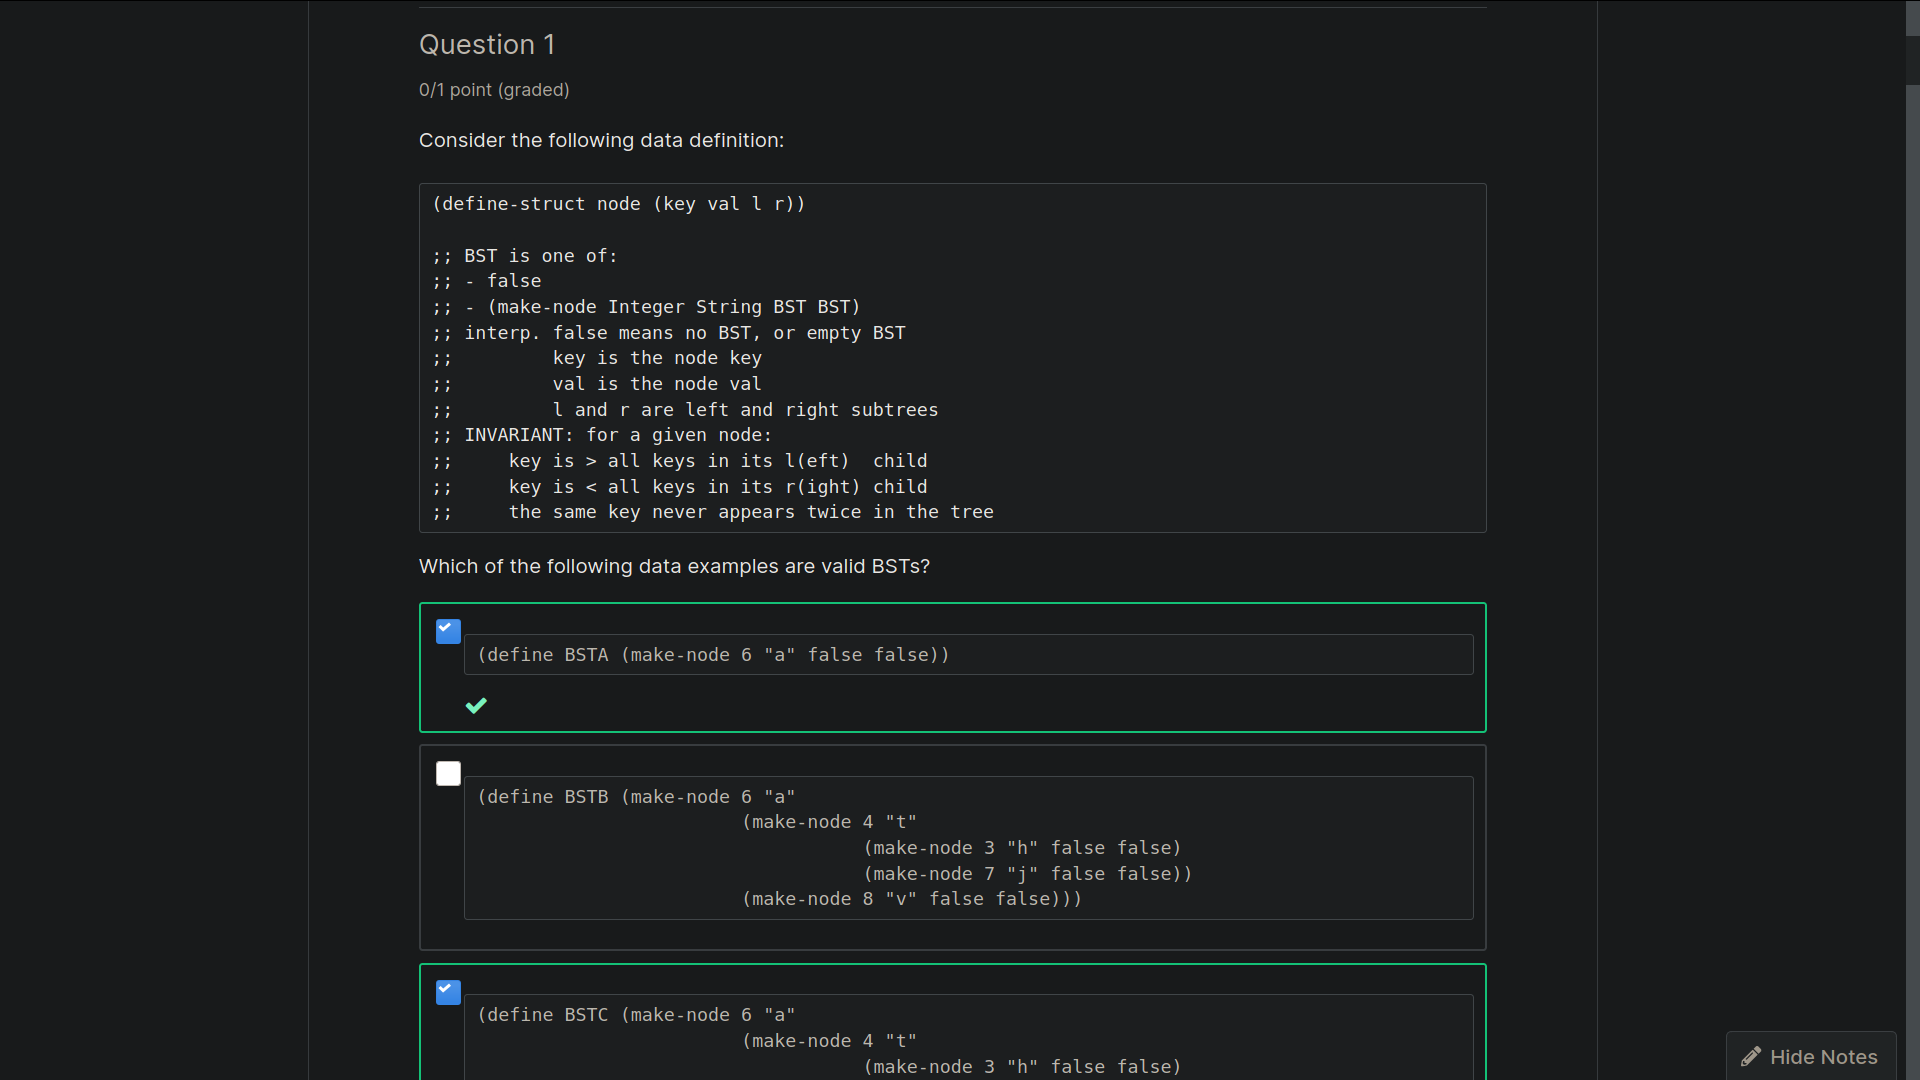 Question 1
0/1 point (graded)
Consider the following data definition:
(define-struct node (key val l r))
;; BST is one of:
;; - false
;; - (make-node Integer String BST BST)
;; interp. false means no BST, or empty BST
;;         key is the node key
;;         val is the node val
;;         l and r are left and right subtrees
;; INVARIANT: for a given node:
;;     key is > all keys in its l(eft)  child
;;     key is < all keys in its r(ight) child
;;     the same key never appears twice in the tree
Which of the following data examples are valid BSTs?
(define BSTA (make-node 6 "a" false false))
(define BSTB (make-node 6 "a"
                        (make-node 4 "t"
                                   (make-node 3 "h" false false)
                                   (make-node 7 "j" false false))
                        (make-node 8 "v" false false)))
(define BSTC (make-node 6 "a"
                        (make-node 4 "t"
                                   (make-node 3 "h" false false)
Hide Notes